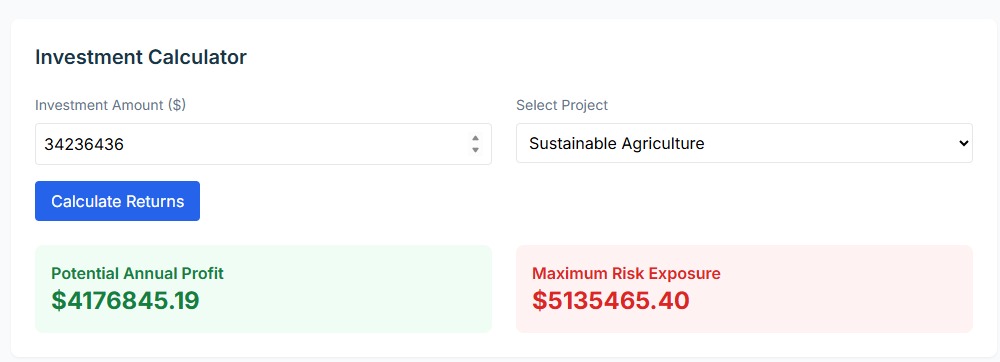 Investment Calculator
Investment Amount ($)
Select Project
34236436
Sustainable Agriculture
Calculate Returns
Potential Annual Profit
$4176845.19
Maximum Risk Exposure
$5135465.40